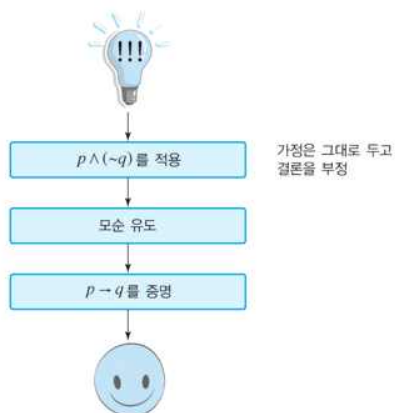 !!!
p∧(~q)를 적용
가정은 그대로 두고
결론을 부정
모순 유도
p→q를 증명